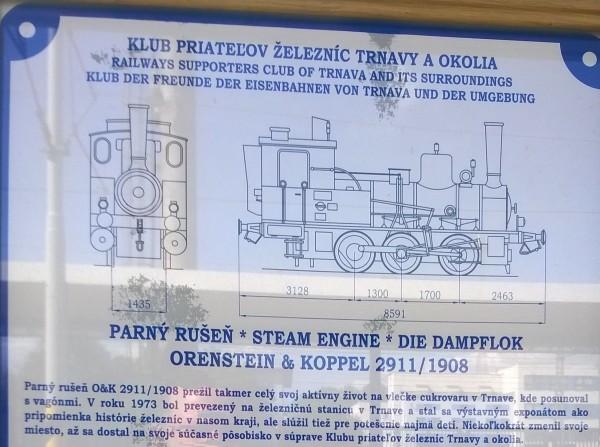 KLUB PRIATEĽOV ŽELEZNÍC TRNAVY A OKOLIA
RAILWAYS SUPPORTERS CLUB OF TRNAVA AND ITS SURROUNDINGS
KLUB DER FREUNDE DER EISENBAHNEN VON TRNAVA UND DER UMGEBUNG
1435
3128 1300 1700 2463
8591
PARNÝ RUŠEŇ * STEAM ENGINE * DIE DAMPFLOK
ORENSTEIN & KOPPEL 2911/1908
Parný rušeň O&K 2911/1908 prežil takmer celý svoj aktívny život na vlečke cukrovaru v Trnave, kde posunoval
s vagónmi. V roku 1973 bol prevezený na železničnú stanicu v Trnave a stal sa výstavným exponátom ako
pripomienka histórie železníc v našom kraji, ale slúžil tiež pre potešenie najmä detí. Niekoľkokrát zmenil svoje
miesto, až sa dostal na svoje súčasné pôsobisko v súprave Klubu priateľov železníc Trnavy a okolia.